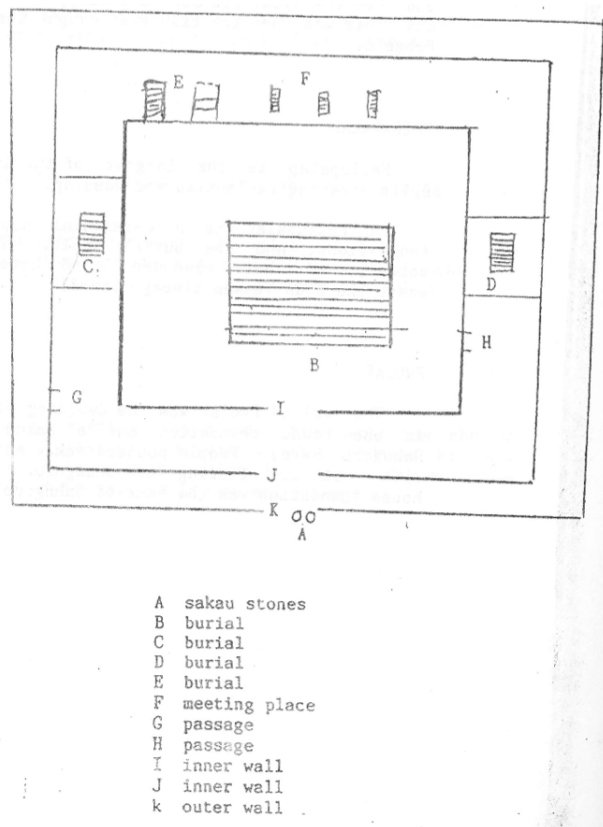 E F
C
D
H
B
G
I
J
K
A
A sakau stones
B burial
C burial
D burial
E burial
F meeting place
G passage
H passage
I inner wall
J inner wall
k outer wall